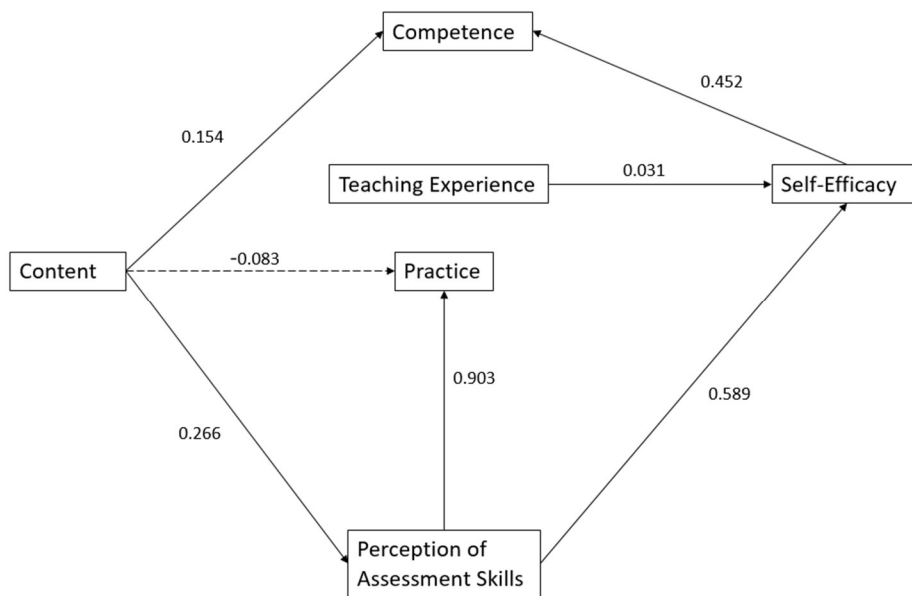 Competence
0.452
0.154
Teaching Experience
0.031
Self-Efficacy
Content
-0.083
Practice
0.903
0.589
0.266
Perception of
Assessment Skills